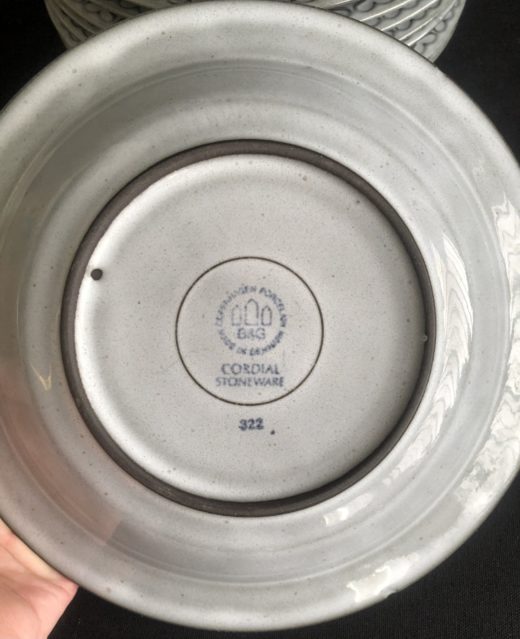 COPENHAGEN PORCELAIN
MADE IN DENMARK
B&G
CORDIAL
STONEWARE
322